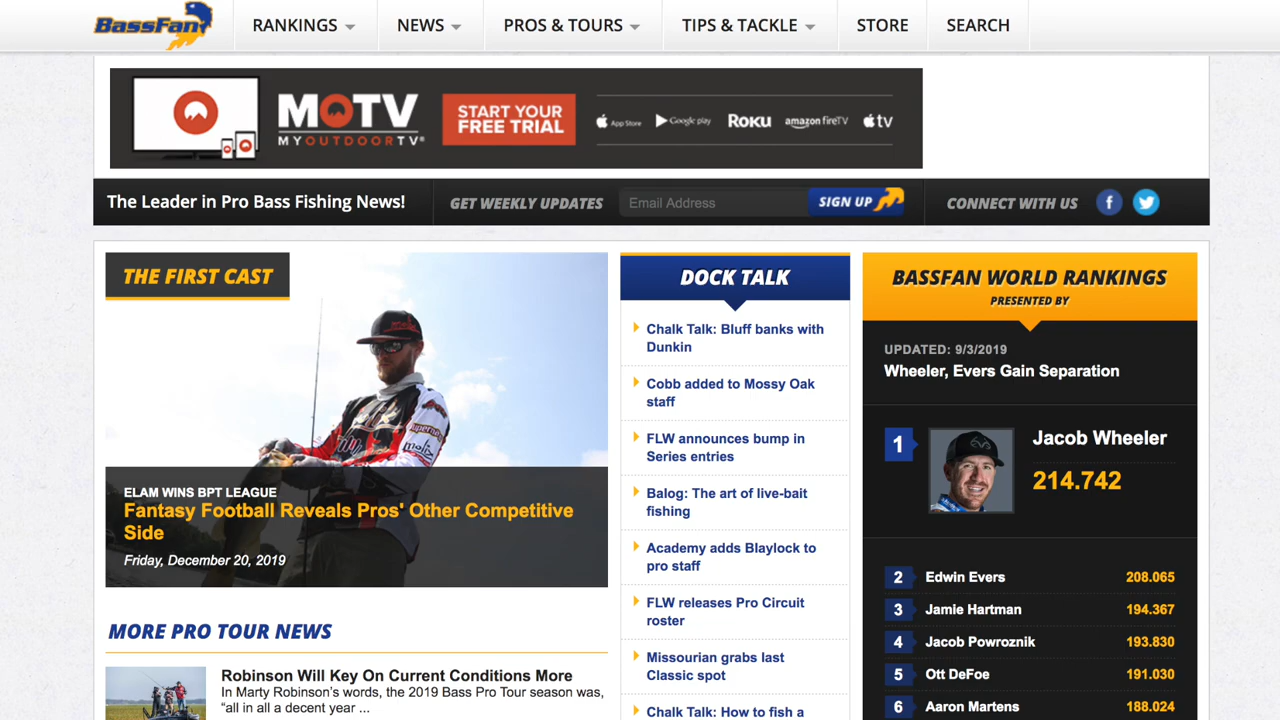 BassFan
RANKINGS
NEWS
PROS & TOURS
TIPS & TACKLE
STORE
SEARCH
MOTV
MYOUTDOORTV®
START YOUR
FREE TRIAL
App Store
Google play
ROKU
amazon fireTV
tv
The Leader in Pro Bass Fishing News!
GET WEEKLY UPDATES
Email Address
SIGN UP
CONNECT WITH US
f
THE FIRST CAST
ELAM WINS BPT LEAGUE
Fantasy Football Reveals Pros' Other Competitive
Side
Friday, December 20, 2019
MORE PRO TOUR NEWS
Robinson Will Key On Current Conditions More
In Marty Robinson's words, the 2019 Bass Pro Tour season was,
“all in all a decent year ...
DOCK TALK
Chalk Talk: Bluff banks with
Dunkin
Cobb added to Mossy Oak
staff
FLW announces bump in
Series entries
Balog: The art of live-bait
fishing
Academy adds Blaylock to
pro staff
FLW releases Pro Circuit
roster
Missourian grabs last
Classic spot
Chalk Talk: How to fish a
BASSFAN WORLD RANKINGS
PRESENTED BY
UPDATED: 9/3/2019
Wheeler, Evers Gain Separation
1
Jacob Wheeler
214.742
2 Edwin Evers 208.065
3 Jamie Hartman 194.367
4 Jacob Powroznik 193.830
5 Ott DeFoe 191.030
6 Aaron Martens 188.024